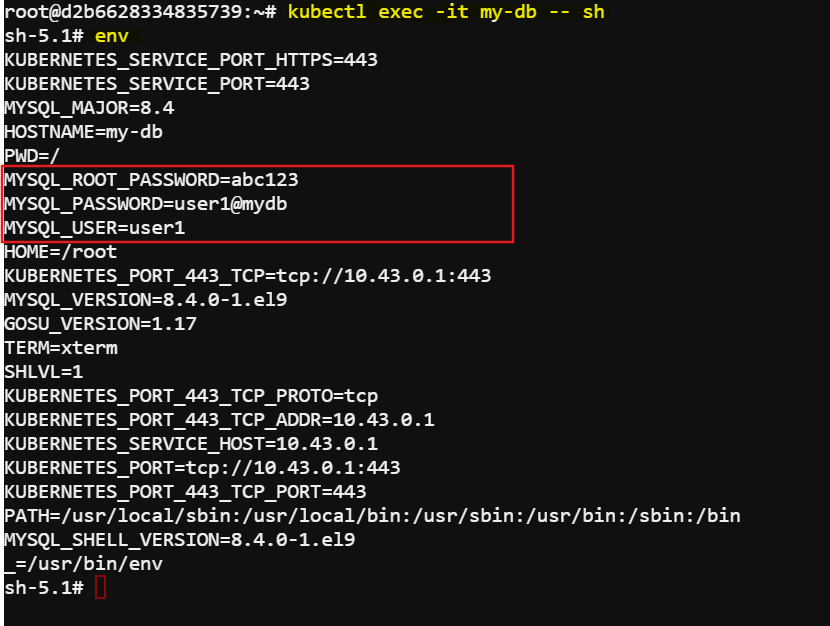 root@d2b6628334835739:~# kubectl exec -it my-db -- sh
sh-5.1# env
KUBERNETES_SERVICE_PORT_HTTPS=443
KUBERNETES_SERVICE_PORT=443
MYSQL_MAJOR=8.4
HOSTNAME=my-db
PWD=/
MYSQL_ROOT_PASSWORD=abc123
MYSQL_PASSWORD=user1@mydb
MYSQL_USER=user1
HOME=/root
KUBERNETES_PORT_443_TCP=tcp://10.43.0.1:443
MYSQL_VERSION=8.4.0-1.el9
GOSU_VERSION=1.17
TERM=xterm
SHLVL=1
KUBERNETES_PORT_443_TCP_PROTO=tcp
KUBERNETES_PORT_443_TCP_ADDR=10.43.0.1
KUBERNETES_SERVICE_HOST=10.43.0.1
KUBERNETES_PORT=tcp://10.43.0.1:443
KUBERNETES_PORT_443_TCP_PORT=443
PATH=/usr/local/sbin:/usr/local/bin:/usr/sbin:/usr/bin:/sbin:/bin
MYSQL_SHELL_VERSION=8.4.0-1.el9
_=/usr/bin/env
sh-5.1#